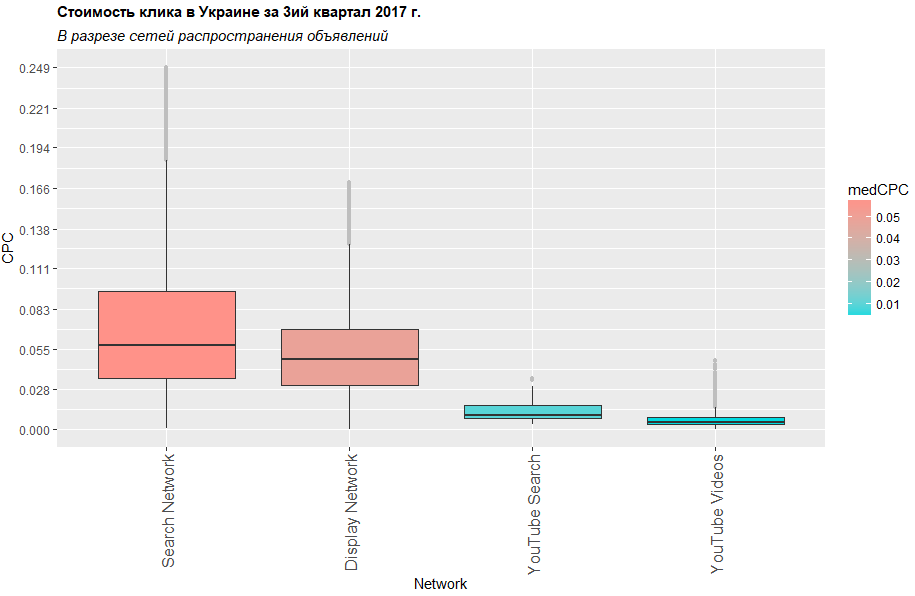 Стоимость клика в Украине за 3ий квартал 2017 г.
В разрезе сетей распространения объявлений
0.249
0.221
0.194
0.166
0.138
0.111
0.083
0.055
0.028
0.000
CPC
Search Network
Display Network
YouTube Search
YouTube Videos
Network
medCPC
0.05
0.04
0.03
0.02
0.01